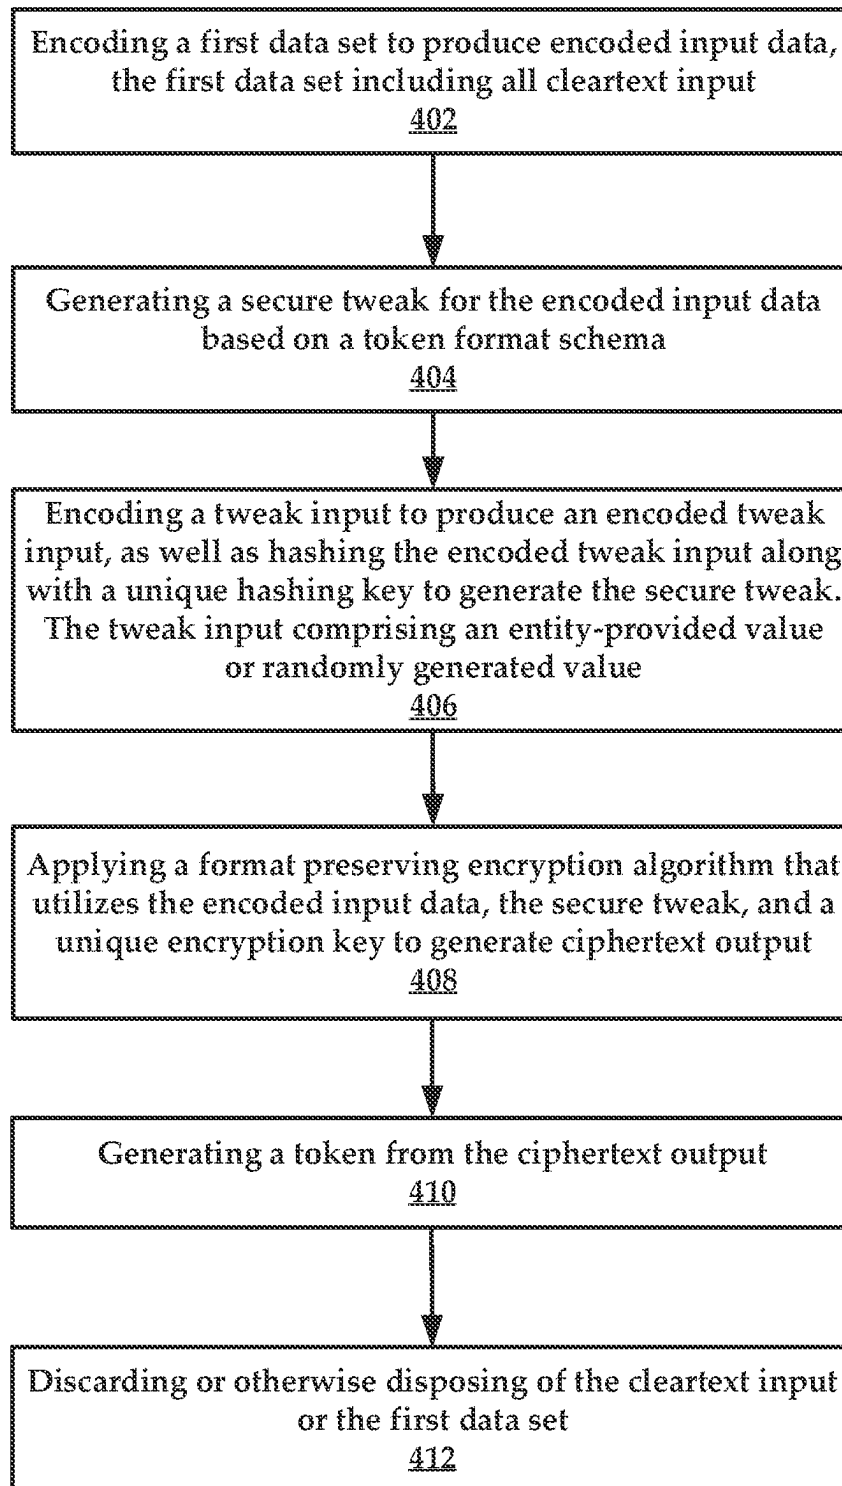 Encoding a first data set to produce encoded input data,
the first data set including all cleartext input
402
Generating a secure tweak for the encoded input data
based on a token format schema
404
Encoding a tweak input to produce an encoded tweak
input, as well as hashing the encoded tweak input along
with a unique hashing key to generate the secure tweak.
The tweak input comprising an entity-provided value
or randomly generated value
406
Applying a format preserving encryption algorithm that
utilizes the encoded input data, the secure tweak, and a
unique encryption key to generate ciphertext output
408
Generating a token from the ciphertext output
410
Discarding or otherwise disposing of the cleartext input
or the first data set
412